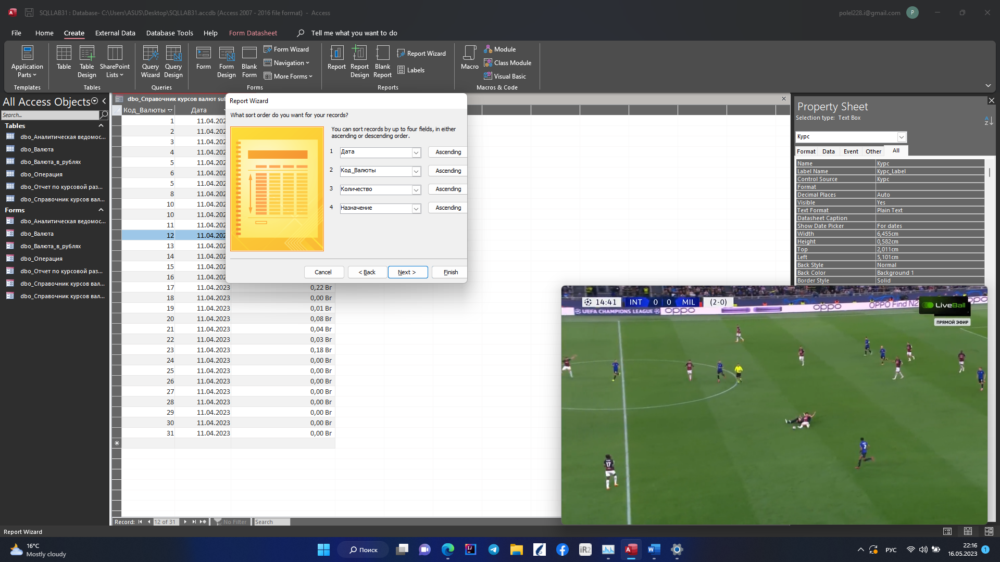 SQLLAB31 : Database- C:\Users\ASUS\Desktop\SQLLAB31.accdb (Access 2007 - 2016 file format) - Access
polel228.i@gmail.com P
File Home Create External Data Database Tools Help Form Datasheet Tell me what you want to do
Application Parts
Templates
Table
Table Design
SharePoint Lists
Tables
Query Wizard
Query Design
Queries
Form
Form Design
Blank Form
Form Wizard
Navigation
More Forms
Forms
Report
Report Design
Blank Report
Report Wizard
Labels
Reports
Macro
Module
Class Module
Visual Basic
Macros & Code
All Access Objects
Search...
Tables
dbo_Аналитическая ведомос...
dbo_Валюта
dbo_Валюта_в_рублях
dbo_Операция
dbo_Отчет по курсовой раз...
dbo_Справочник курсов вал...
Forms
dbo_Аналитическая ведомос...
dbo_Валюта
dbo_Валюта_в_рублях
dbo_Операция
dbo_Отчет по курсовой раз...
dbo_Справочник курсов вал...
dbo_Справочник курсов вал...
dbo_Справочник курсов валют sub
Код_Валюты Дата
1 11.04.202
2 11.04.202
3 11.04.202
4 11.04.202
5 11.04.202
6 11.04.202
5 11.04.202
8 11.04.202
10 11.04.202
10 11.04.202
11 11.04.202
12 11.04.202
13 11.04.202
14 11.04.202
15 11.04.202
16 11.04.202
17 11.04.2023 0,22 Br
18 11.04.2023 0,00 Br
19 11.04.2023 0,01 Br
20 11.04.2023 0,08 Br
21 11.04.2023 0,04 Br
22 11.04.2023 0,03 Br
23 11.04.2023 0,18 Br
24 11.04.2023 0,00 Br
25 11.04.2023 0,00 Br
26 11.04.2023 0,00 Br
27 11.04.2023 0,00 Br
28 11.04.2023 0,00 Br
29 11.04.2023 0,00 Br
30 11.04.2023 0,00 Br
31 11.04.2023 0,00 Br
Record: 12 of 31 No Filter Search
Report Wizard
What sort order do you want for your records?
You can sort records by up to four fields, in either
ascending or descending order.
1 Дата Ascending
2 Код_Валюты Ascending
3 Количество Ascending
4 Назначение Ascending
Cancel < Back Next > Finish
Property Sheet
Selection type: Text Box
Курс
Format Data Event Other All
Name Курс
Label Name Курс_Label
Control Source Курс
Format
Decimal Places Auto
Visible Yes
Text Format Plain Text
Datasheet Caption
Show Date Picker For dates
Width 6,455cm
Height 0,582cm
Top 2,011cm
Left 5,101cm
Back Style Normal
Back Color Background 1
Border Style Solid
14:41 INT 0 0 MIL (2-0)
UEFA CHAMPIONS LEAGUE
oppo
oppo
OPPO Find N2
oppo
LiveBall
ПРЯМОЙ ЭФИР
17
Report Wizard
16°C
Mostly cloudy
Поиск
iR2
РУС
22:16
16.05.2023
1